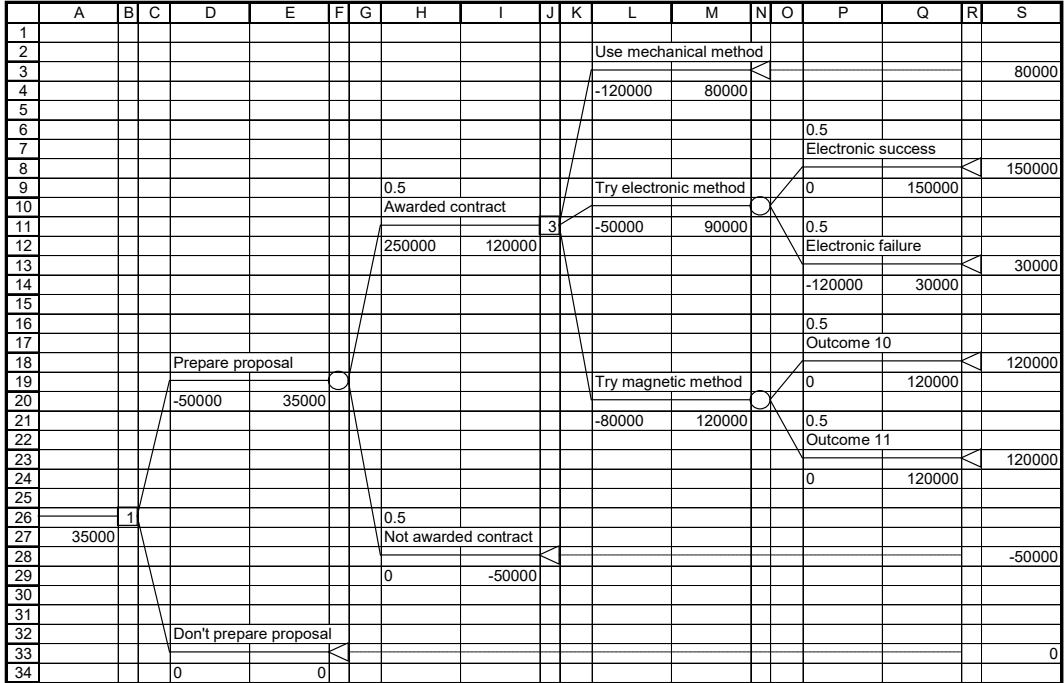 A B C D E F G H I J K L M N O P Q R S
1
2 Use mechanical method
3 80000
4 -120000 80000
5
6 0.5
7 Electronic success
8 150000
9 0.5 Try electronic method 0 150000
10 Awarded contract
11 3 -50000 90000 0.5
12 250000 120000 Electronic failure
13 30000
14 -120000 30000
15
16 0.5
17 Outcome 10
18 Prepare proposal 120000
19 Try magnetic method 0 120000
20 -50000 35000
21 -80000 120000 0.5
22 Outcome 11
23 120000
24 0 120000
25
26 1 0.5
27 35000 Not awarded contract
28 -50000
29 0 -50000
30
31
32 Don't prepare proposal
33 0
34 0 0